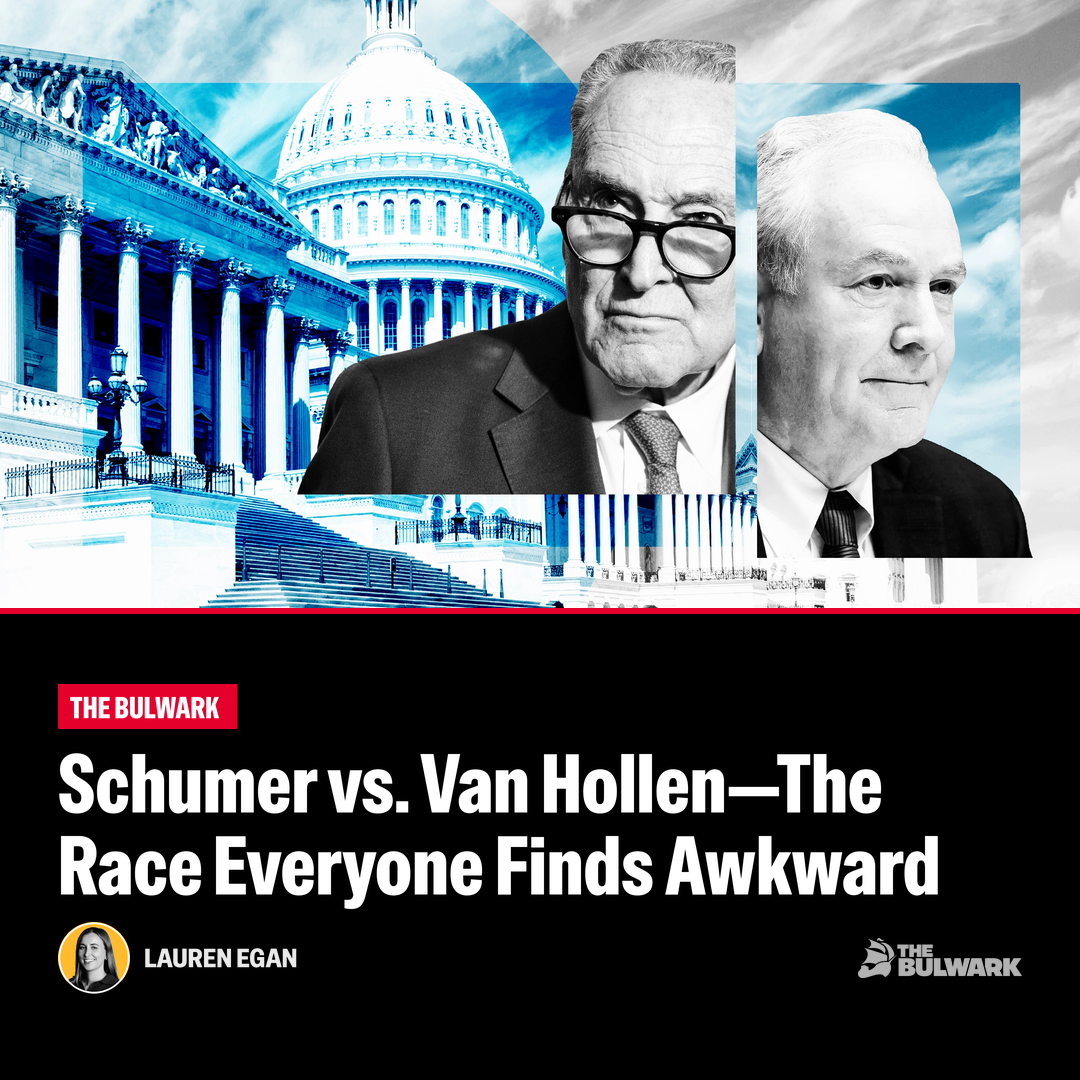 THE BULWARK
Schumer vs. Van Hollen—The
Race Everyone Finds Awkward
LAUREN EGAN
THE
BULWARK